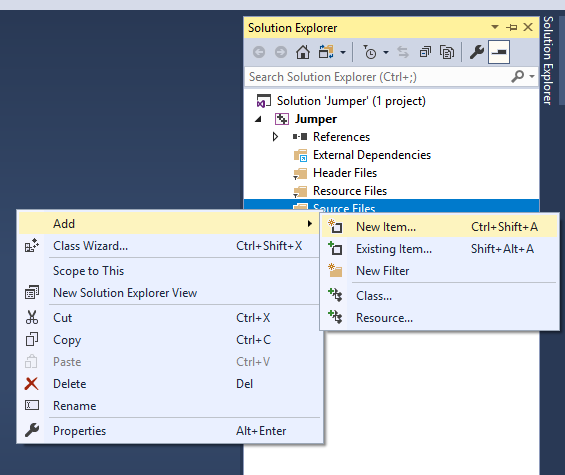 Solution Explorer
Solution Explorer
Search Solution Explorer (Ctrl+;)
Solution 'Jumper' (1 project)
Jumper
References
External Dependencies
Header Files
Resource Files
Source Files
Add
Class Wizard... Ctrl+Shift+X
Scope to This
New Solution Explorer View
Cut Ctrl+X
Copy Ctrl+C
Paste Ctrl+V
Delete Del
Rename
Properties Alt+Enter
New Item... Ctrl+Shift+A
Existing Item... Shift+Alt+A
New Filter
Class...
Resource...